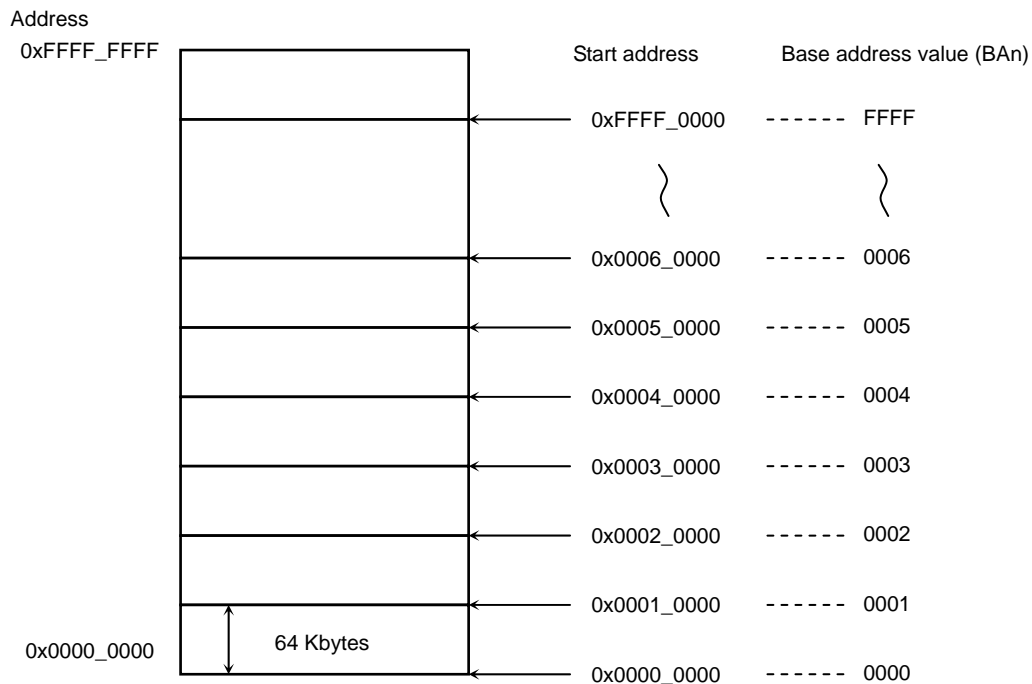 Address
0xFFFF_FFFF
Start address Base address value (BAn)
0xFFFF_0000 FFFF
0x0006_0000 0006
0x0005_0000 0005
0x0004_0000 0004
0x0003_0000 0003
0x0002_0000 0002
0x0001_0000 0001
64 Kbytes
0x0000_0000
0x0000_0000 0000